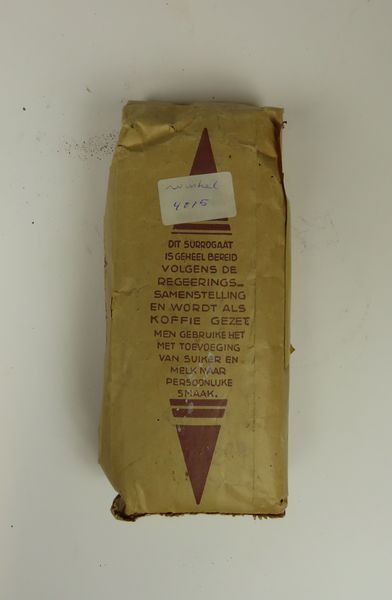 winkel
4815
DIT SURROGAAT
IS GEHEEL BEREID
VOLGENS DE
REGEERINGS-
SAMENSTELLING
EN WORDT ALS
KOFFIE GEZET.
MEN GEBRUIKE HET
MET TOEVOEGING
VAN SUIKER EN
MELK NAAR
PERSOONLIJKE
SMAAK.